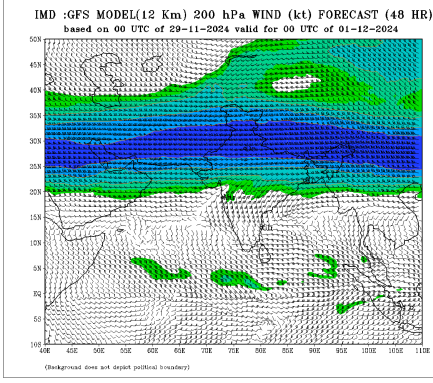 IMD :GFS MODEL(12 Km) 200 hPa WIND (kt) FORECAST (48 HR)
based on 00 UTC of 29-11-2024 valid for 00 UTC of 01-12-2024
50N
45N
40N
35N
30N
25N
20N
15N
10N
5N
EQ
5S
10S
40E 45E 50E 55E 60E 65E 70E 75E 80E 85E 90E 95E 100E 105E 110E
(Background does not depict political boundary)